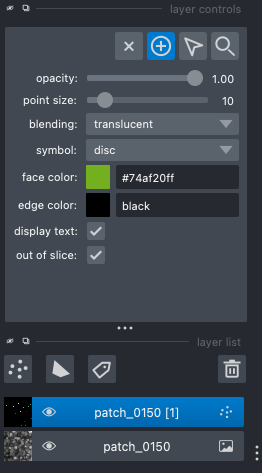 layer controls
opacity: 1.00
point size: 10
blending: translucent
symbol: disc
face color: #74af20ff
edge color: black
display text:
out of slice:
layer list
patch_0150 [1]
patch_0150